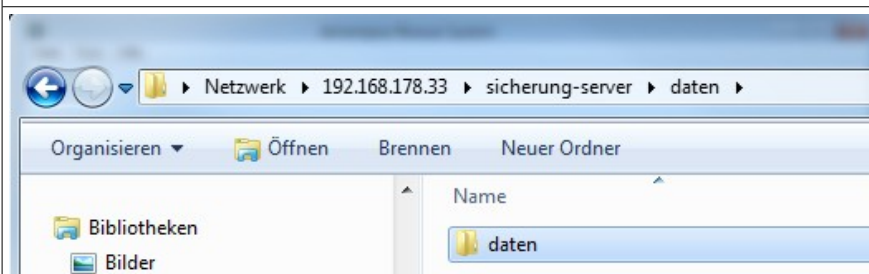 Netzwerk 192.168.178.33 sicherung-server daten
Organisieren Öffnen Brennen Neuer Ordner
Name
Bibliotheken
daten
Bilder